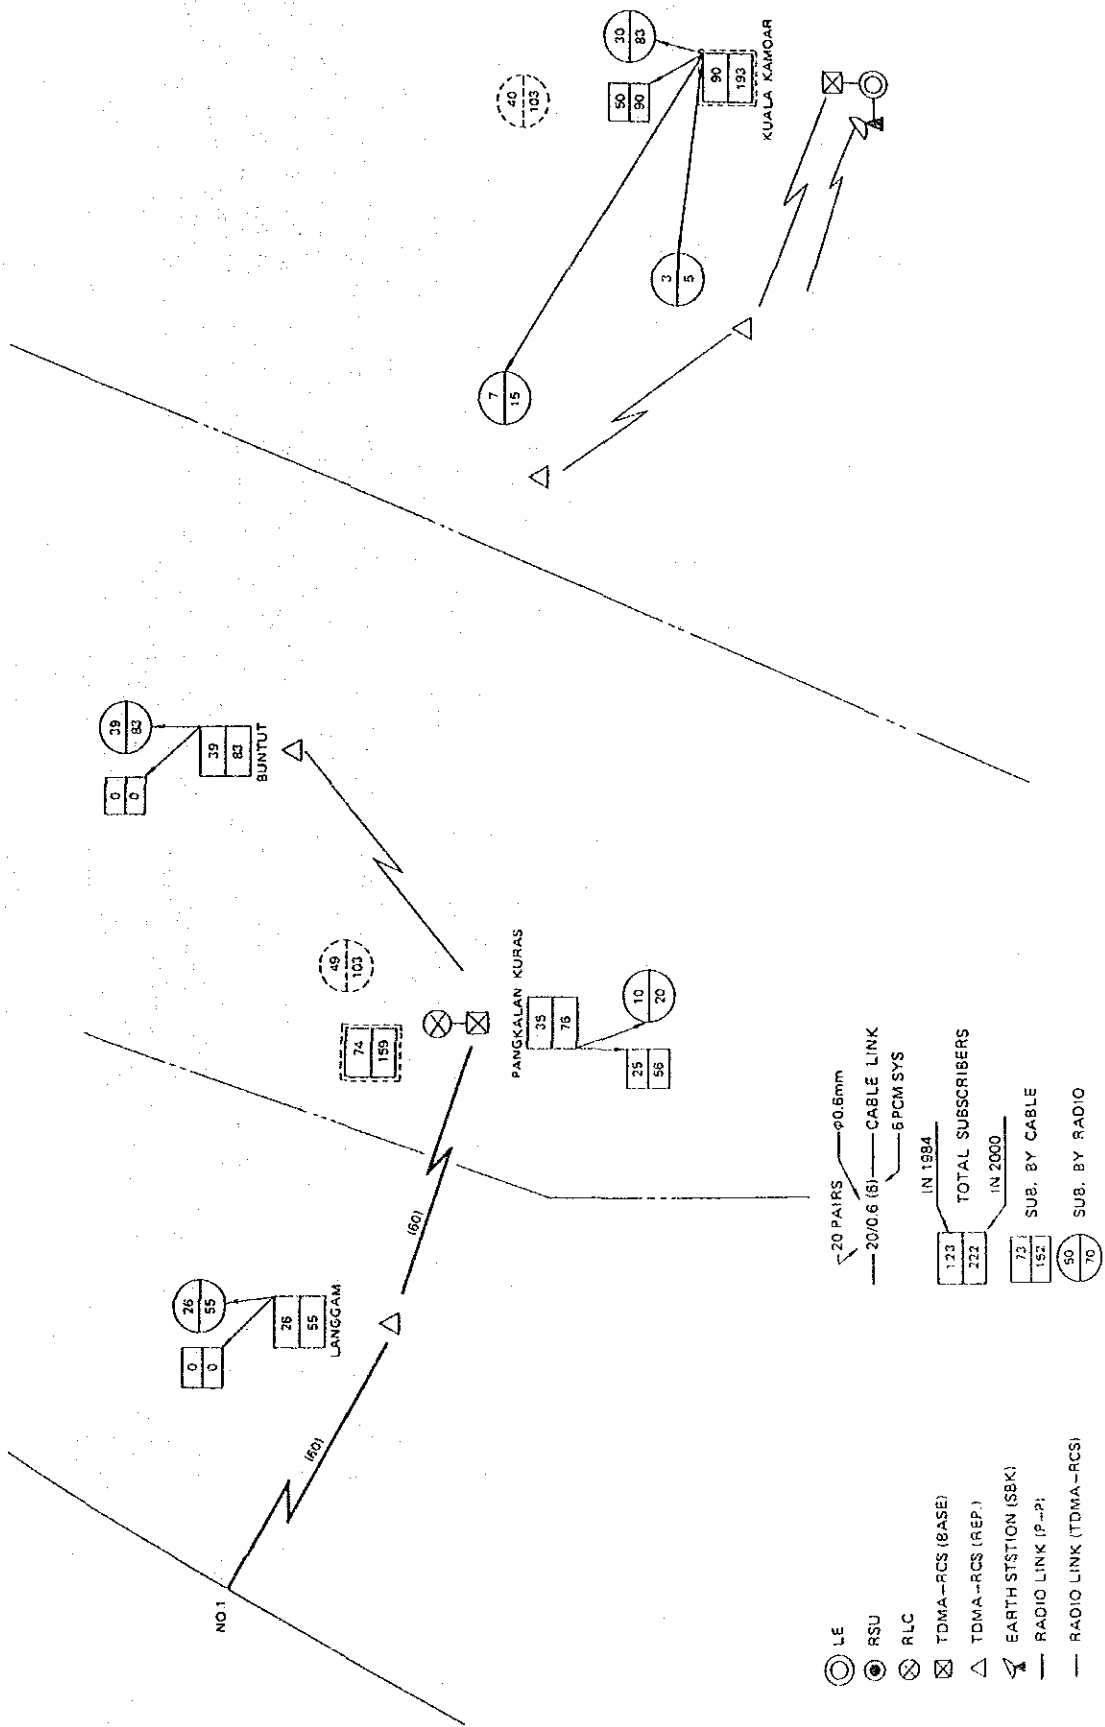 NO.1
(60)
0
0
26
55
26
55
LANGGAM
(60)
74
159
49
103
PANGKALAN KURAS
35
76
25
56
10
20
0
0
39
83
39
83
BUNTUT
7
15
3
5
40
103
50
90
30
83
90
193
KUALA KAMOAR
LE
RSU
RLC
TDMA-RCS (BASE)
TDMA-RCS (REP.)
EARTH STSTION (SBK)
RADIO LINK (P-P)
RADIO LINK (TDMA-RCS)
20 PAIRS
φ0.6mm
20/0.6 (6)
CABLE LINK
6 PCM SYS
IN 1984
123
222
TOTAL SUBSCRIBERS
IN 2000
73
152
SUB. BY CABLE
50
70
SUB. BY RADIO